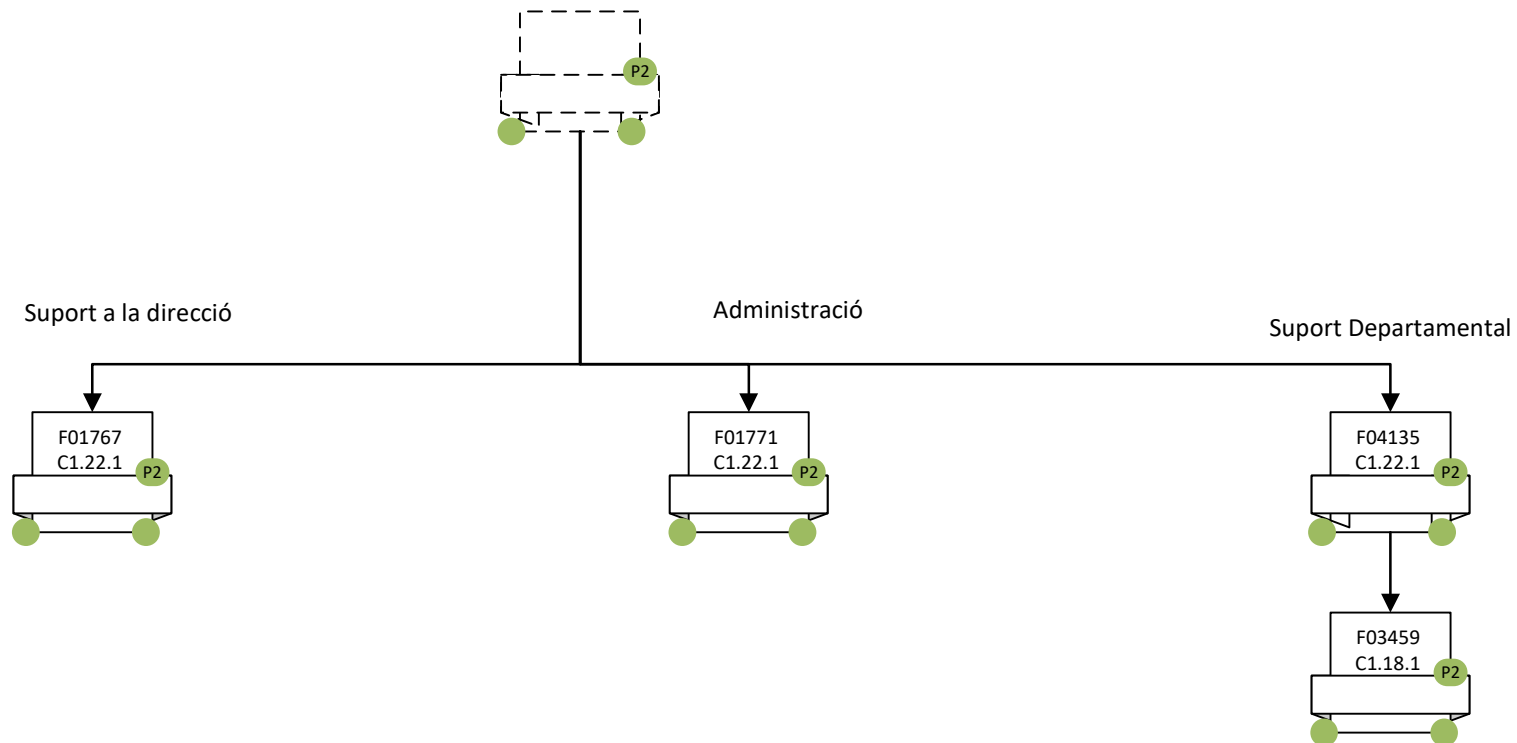 P2
Suport a la direcció
Administració
Suport Departamental
F01767
C1.22.1
P2
F01771
C1.22.1
P2
F04135
C1.22.1
P2
F03459
C1.18.1
P2